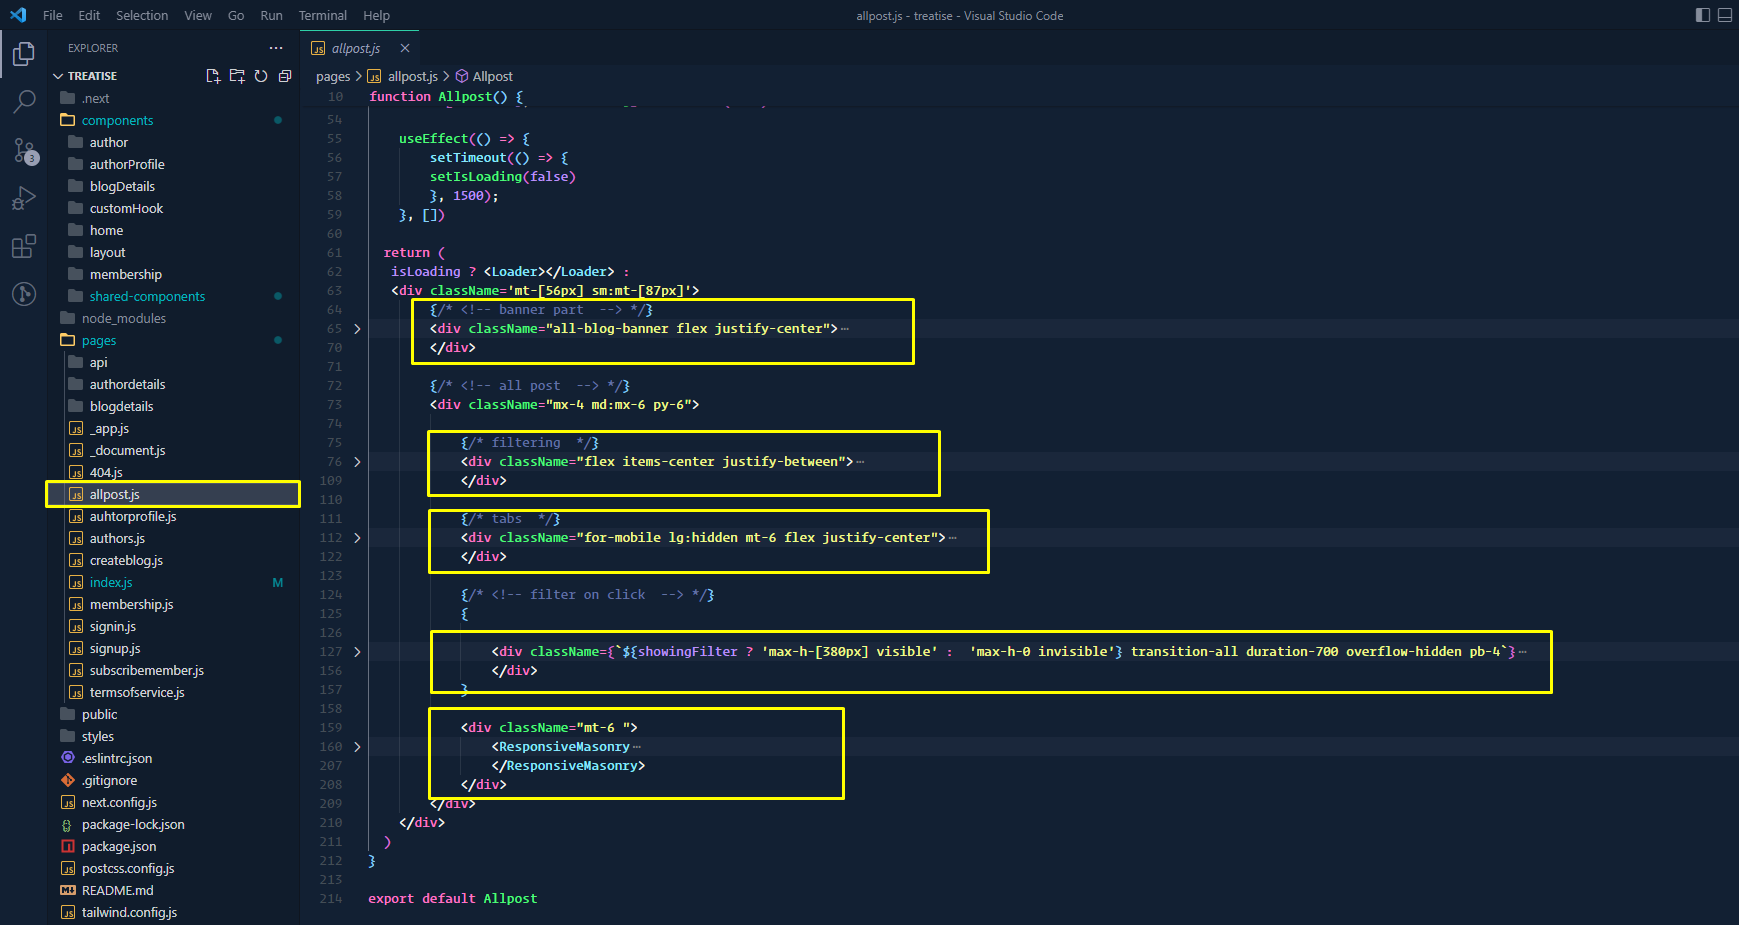 File Edit Selection View Go Run Terminal Help
allpost.js - treatise - Visual Studio Code
EXPLORER
TREATISE
.next
components
author
authorProfile
blogDetails
customHook
home
layout
membership
shared-components
node_modules
pages
api
authordetails
blogdetails
_app.js
_document.js
404.js
allpost.js
auhtorprofile.js
authors.js
createblog.js
index.js M
membership.js
signin.js
signup.js
subscribemember.js
termsofservice.js
public
styles
.eslintrc.json
.gitignore
next.config.js
package-lock.json
package.json
postcss.config.js
README.md
tailwind.config.js
3
allpost.js
pages > allpost.js > Allpost
10 function Allpost() {
54
55 useEffect(() => {
56 setTimeout(() => {
57 setIsLoading(false)
58 }, 1500);
59 }, [])
60
61 return (
62 isLoading ? <Loader></Loader> :
63 <div className='mt-[56px] sm:mt-[87px]'>
64 {/* <!-- banner part  --> */}
65 <div className="all-blog-banner flex justify-center">…
70 </div>
71
72 {/* <!-- all post  --> */}
73 <div className="mx-4 md:mx-6 py-6">
74
75 {/* filtering  */}
76 <div className="flex items-center justify-between">…
109 </div>
110
111 {/* tabs  */}
112 <div className="for-mobile lg:hidden mt-6 flex justify-center">…
122 </div>
123
124 {/* <!-- filter on click  --> */}
125 {
126
127 <div className={`${showingFilter ? 'max-h-[380px] visible' :  'max-h-0 invisible'} transition-all duration-700 overflow-hidden pb-4`}…
156 </div>
157 }
158
159 <div className="mt-6 ">
160 <ResponsiveMasonry…
207 </ResponsiveMasonry>
208 </div>
209 </div>
210 </div>
211 )
212 }
213
214 export default Allpost